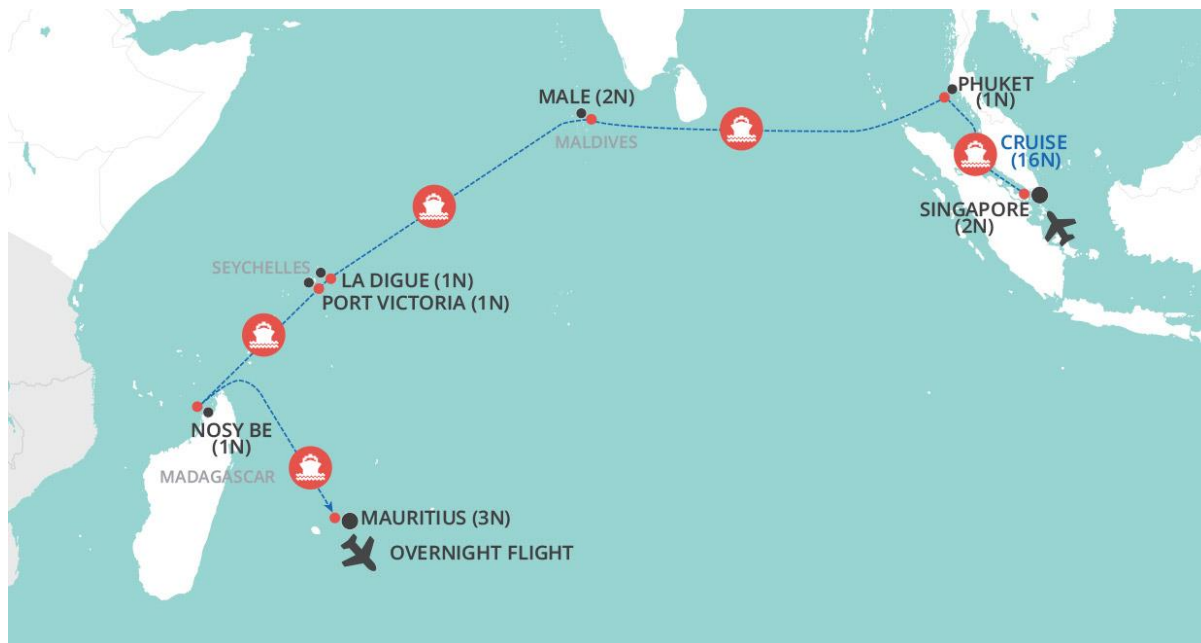 PHUKET
(1N)
MALE (2N)
MALDIVES
CRUISE
(16N)
SINGAPORE
(2N)
SEYCHELLES
LA DIGUE (1N)
PORT VICTORIA (1N)
NOSY BE
(1N)
MADAGASCAR
MAURITIUS (3N)
OVERNIGHT FLIGHT